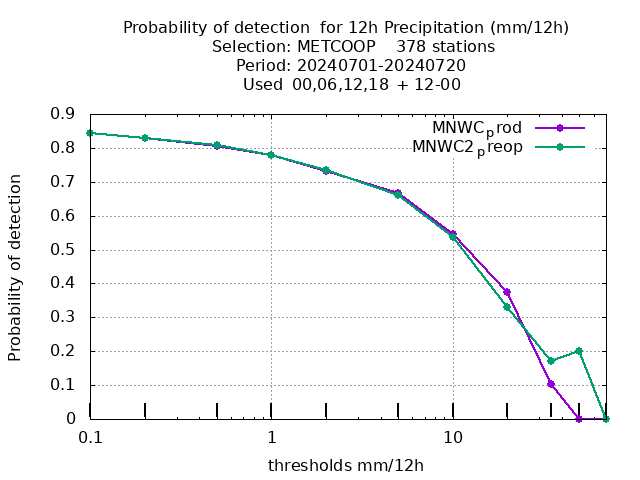 Probability of detection  for 12h Precipitation (mm/12h)
Selection: METCOOP    378 stations
Period: 20240701-20240720
Used  00,06,12,18  + 12-00
MNWCprod
MNWC2preop
0.9
0.8
0.7
0.6
0.5
0.4
0.3
0.2
0.1
0
Probability of detection
0.1 1 10
thresholds mm/12h